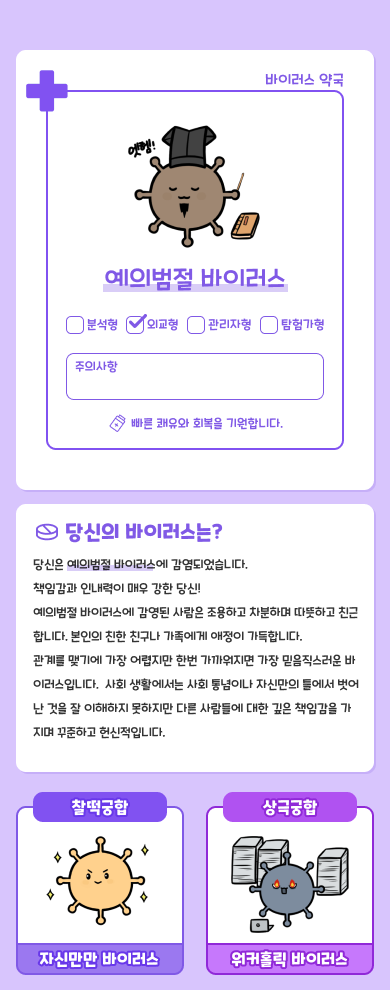 바이러스 약국
엣헴!
예의범절 바이러스
분석형 외교형 관리자형 탐험가형
주의사항
빠른 쾌유와 회복을 기원합니다.
당신의 바이러스는?
당신은 예의범절 바이러스에 감염되었습니다.
책임감과 인내력이 매우 강한 당신!
예의범절 바이러스에 감염된 사람은 조용하고 차분하며 따뜻하고 친근
합니다. 본인의 친한 친구나 가족에게 애정이 가득합니다.
관계를 맺기에 가장 어렵지만 한번 가까워지면 가장 믿음직스러운 바
이러스입니다. 사회 생활에서는 사회 통념이나 자신만의 틀에서 벗어
난 것을 잘 이해하지 못하지만 다른 사람들에 대한 깊은 책임감을 가
지며 꾸준하고 헌신적입니다.
찰떡궁합 상극궁합
자신만만 바이러스 워커홀릭 바이러스